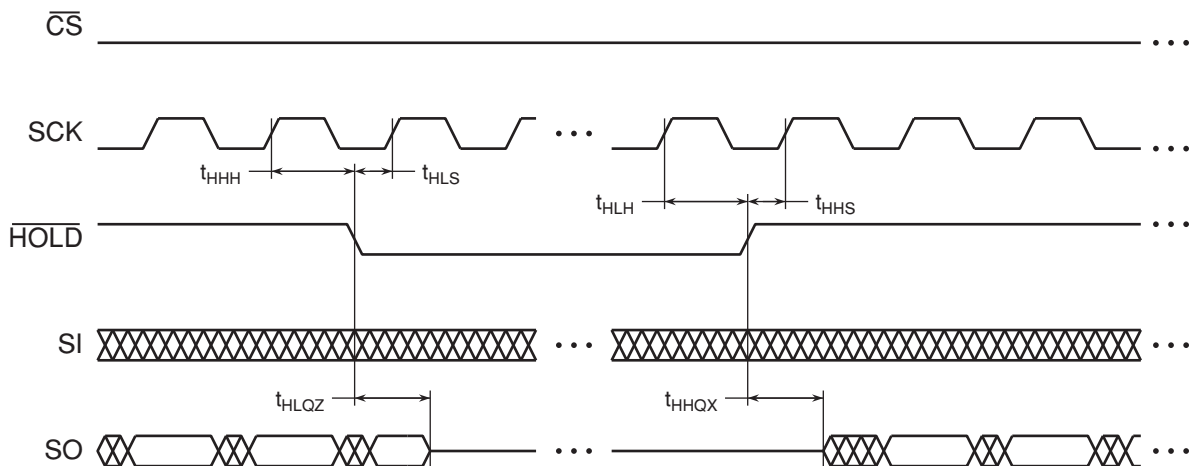 CS
SCK
tHHH tHLS
tHLH tHHS
HOLD
SI
tHLQZ tHHQX
SO